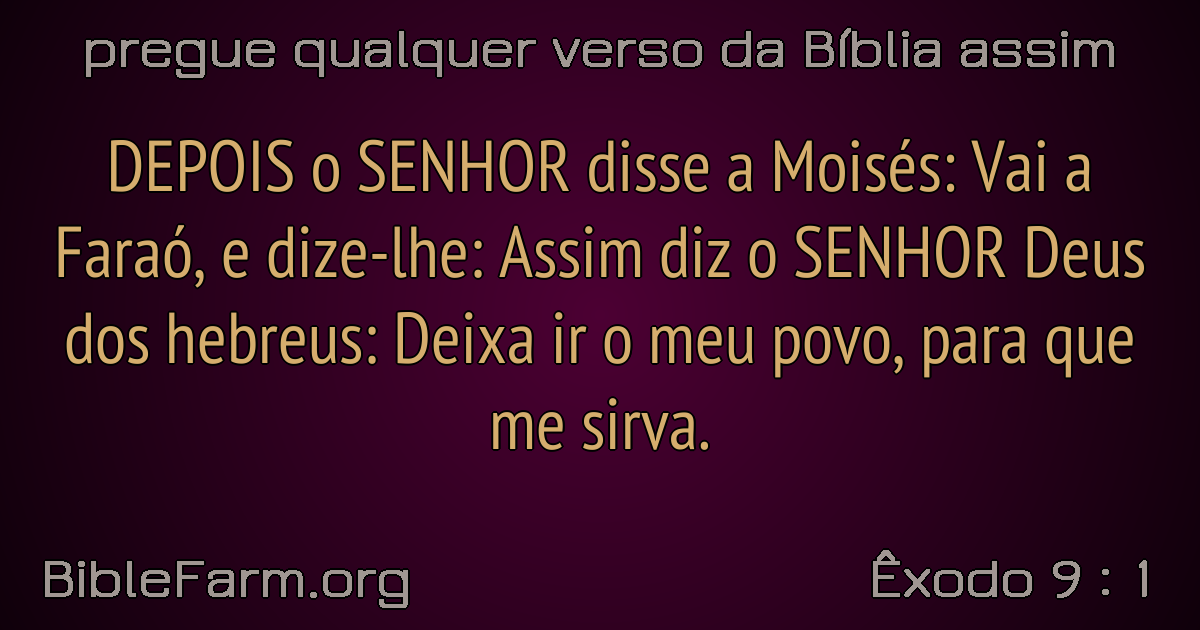 pregue qualquer verso da Bíblia assim
DEPOIS o SENHOR disse a Moisés: Vai a
Faraó, e dize-lhe: Assim diz o SENHOR Deus
dos hebreus: Deixa ir o meu povo, para que
me sirva.
BibleFarm.org
Êxodo 9 : 1